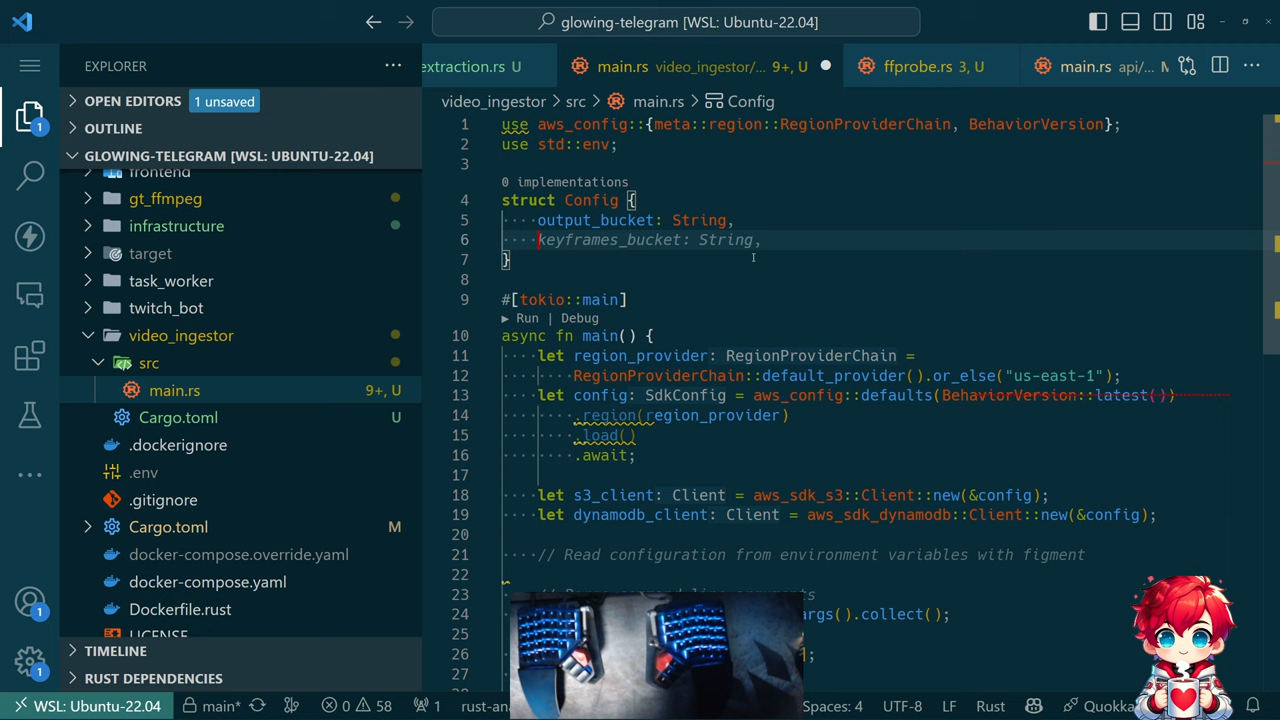 glowing-telegram [WSL: Ubuntu-22.04]
EXPLORER
extraction.rs U
main.rs video_ingestor/... 9+, U
ffprobe.rs 3, U
main.rs api/... M
OPEN EDITORS 1 unsaved
OUTLINE
GLOWING-TELEGRAM [WSL: UBUNTU-22.04]
frontend
gt_ffmpeg
infrastructure
target
task_worker
twitch_bot
video_ingestor
src
main.rs 9+, U
Cargo.toml U
.dockerignore
.env
.gitignore
Cargo.toml M
docker-compose.override.yaml
docker-compose.yaml
Dockerfile.rust
LICENSE
TIMELINE
RUST DEPENDENCIES
1
1
1
video_ingestor > src > main.rs > Config
1 use aws_config::{meta::region::RegionProviderChain, BehaviorVersion};
2 use std::env;
3
0 implementations
4 struct Config {
5 ····output_bucket: String,
6 ····keyframes_bucket: String,
7 }
8
9 #[tokio::main]
▶ Run | Debug
10 async fn main() {
11 ····let region_provider: RegionProviderChain =
12 ········RegionProviderChain::default_provider().or_else("us-east-1");
13 ····let config: SdkConfig = aws_config::defaults(BehaviorVersion::latest())
14 ········.region(region_provider)
15 ········.load()
16 ········.await;
17
18 ····let s3_client: Client = aws_sdk_s3::Client::new(&config);
19 ····let dynamodb_client: Client = aws_sdk_dynamodb::Client::new(&config);
20
21 ····// Read configuration from environment variables with figment
22
23
24 args().collect();
25
26 ];
27
WSL: Ubuntu-22.04 main* 0 58 1 rust-an Spaces: 4 UTF-8 LF Rust Quokka